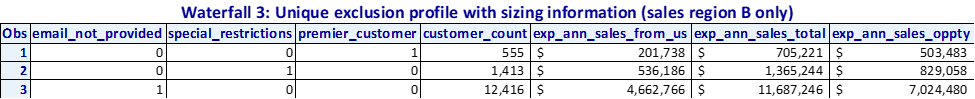 Waterfall 3: Unique exclusion profile with sizing information (sales region B only)
Obs email_not_provided special_restrictions premier_customer customer_count exp_ann_sales_from_us exp_ann_sales_total exp_ann_sales_oppty
1 0 0 1 555 $ 201,738 $ 705,221 $ 503,483
2 0 1 0 1,413 $ 536,186 $ 1,365,244 $ 829,058
3 1 0 0 12,416 $ 4,662,766 $ 11,687,246 $ 7,024,480